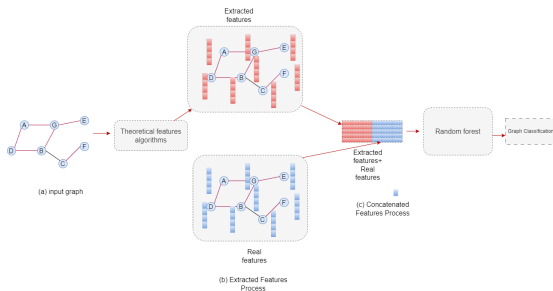 Extracted
features
A
G
E
D
B
F
C
A
G
E
D
B
F
C
(a) input graph
Theoretical features
algorithms
Extracted
features+
Real
features
Random forest
Graph Classification
(c) Concatenated
Features Process
A
G
E
D
B
F
C
Real
features
(b) Extracted Features
Process